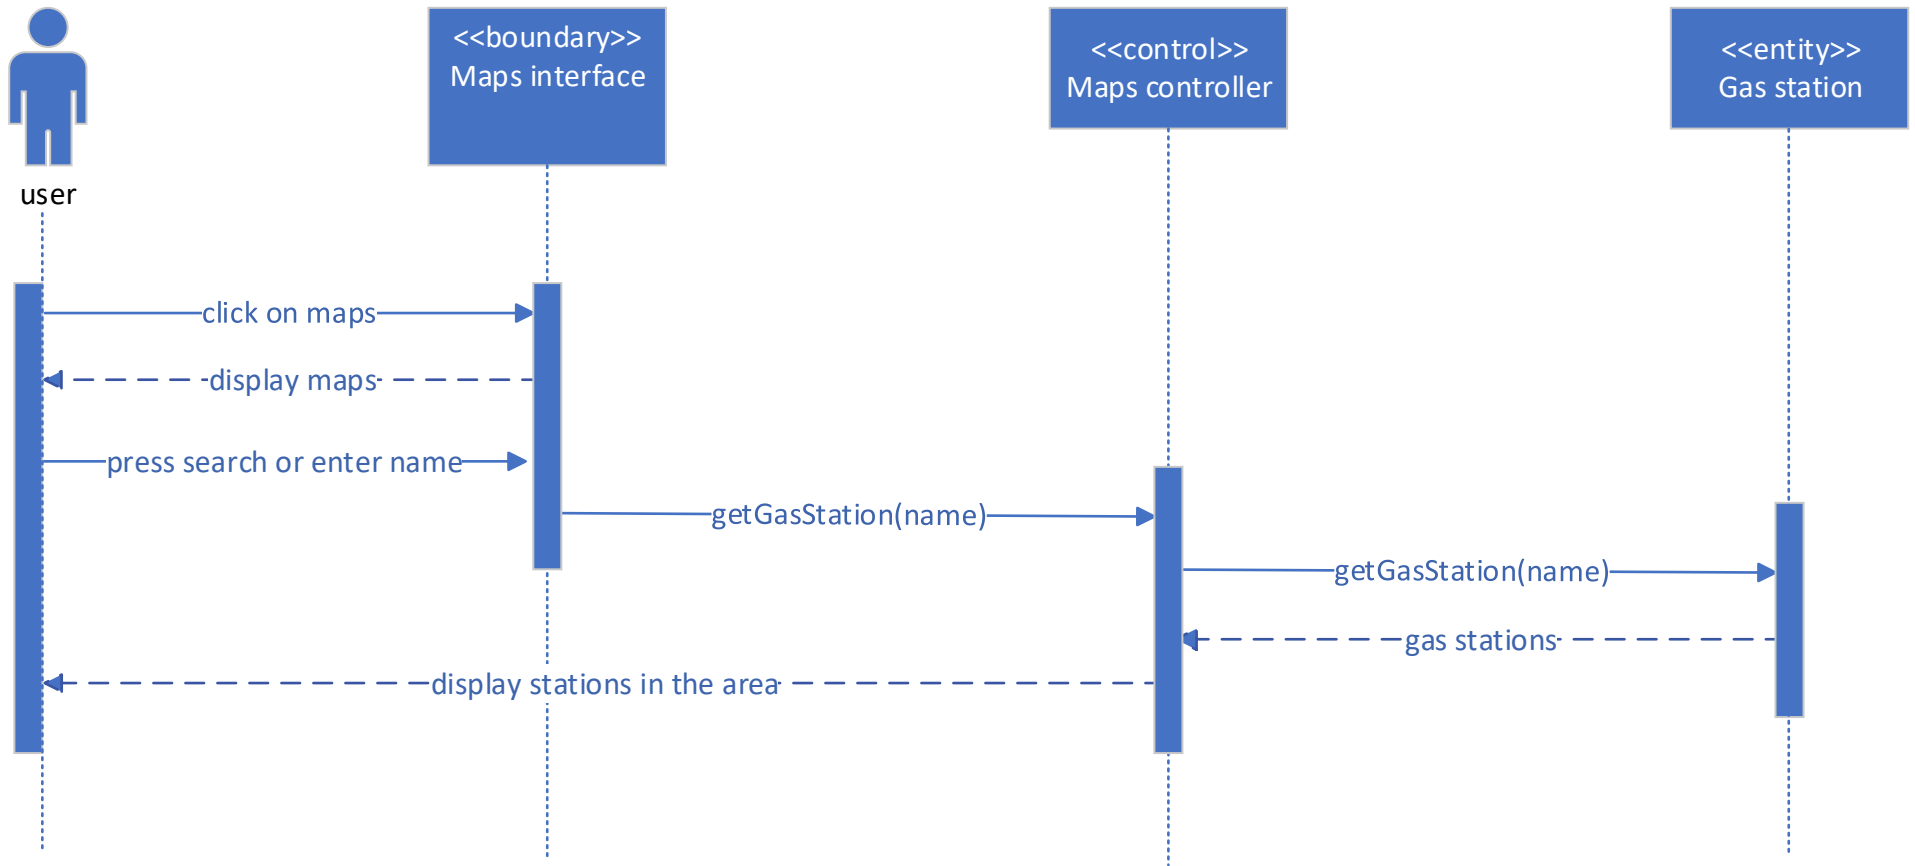 <<boundary>>
Maps interface
<<control>>
Maps controller
<<entity>>
Gas station
user
click on maps
display maps
press search or enter name
getGasStation(name)
getGasStation(name)
gas stations
display stations in the area